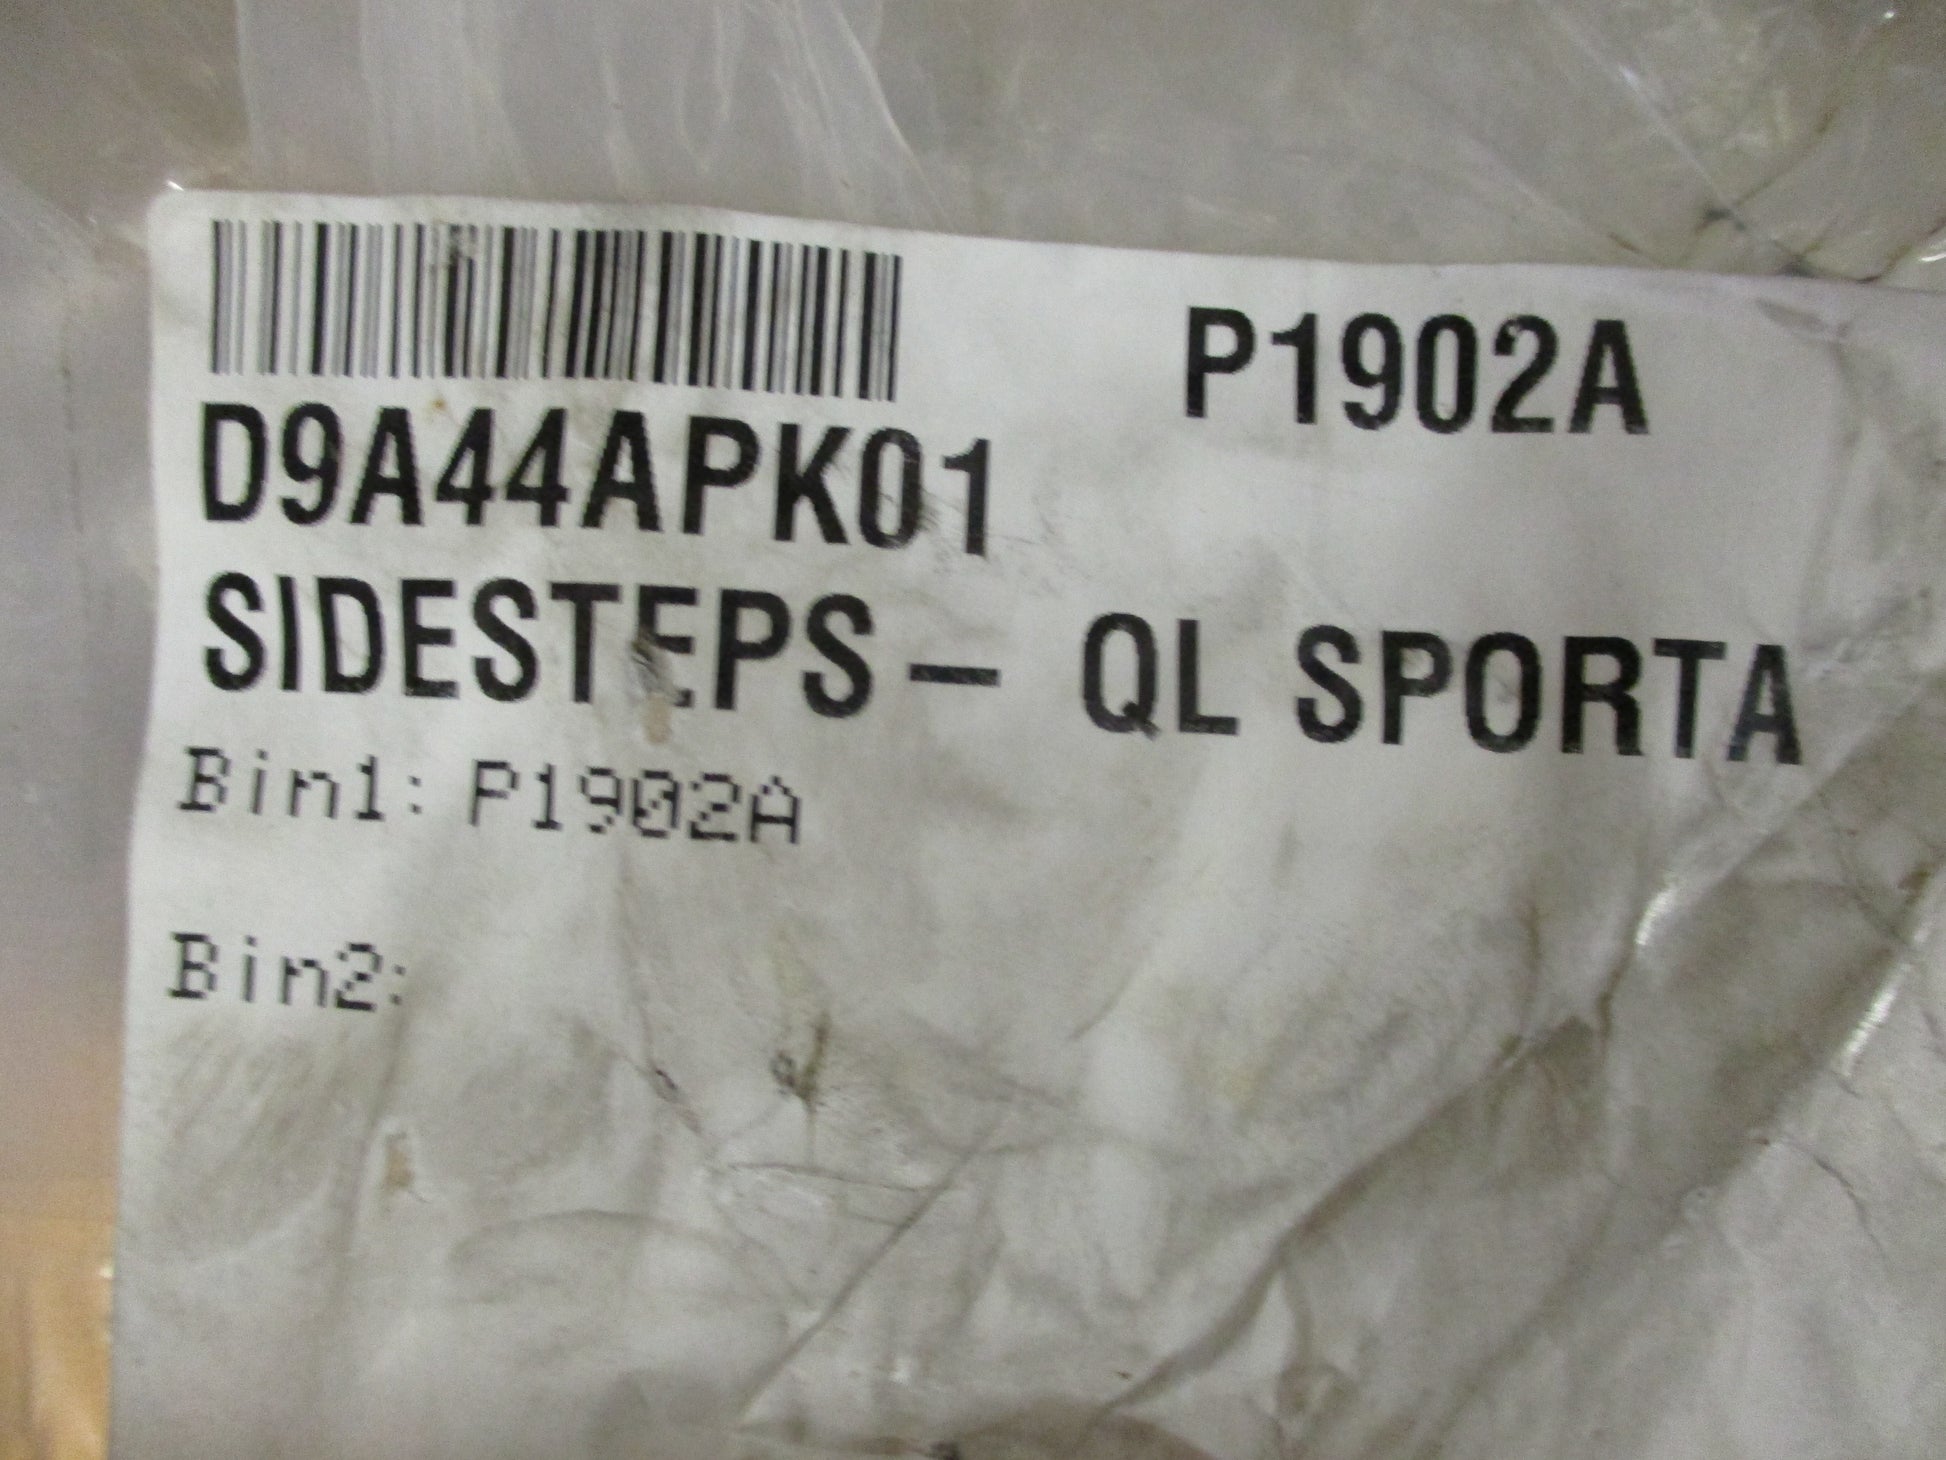 P1902A
D9A44APK01
SIDESTEPS- QL SPORTA
Bin1: P1902A
Bin2: